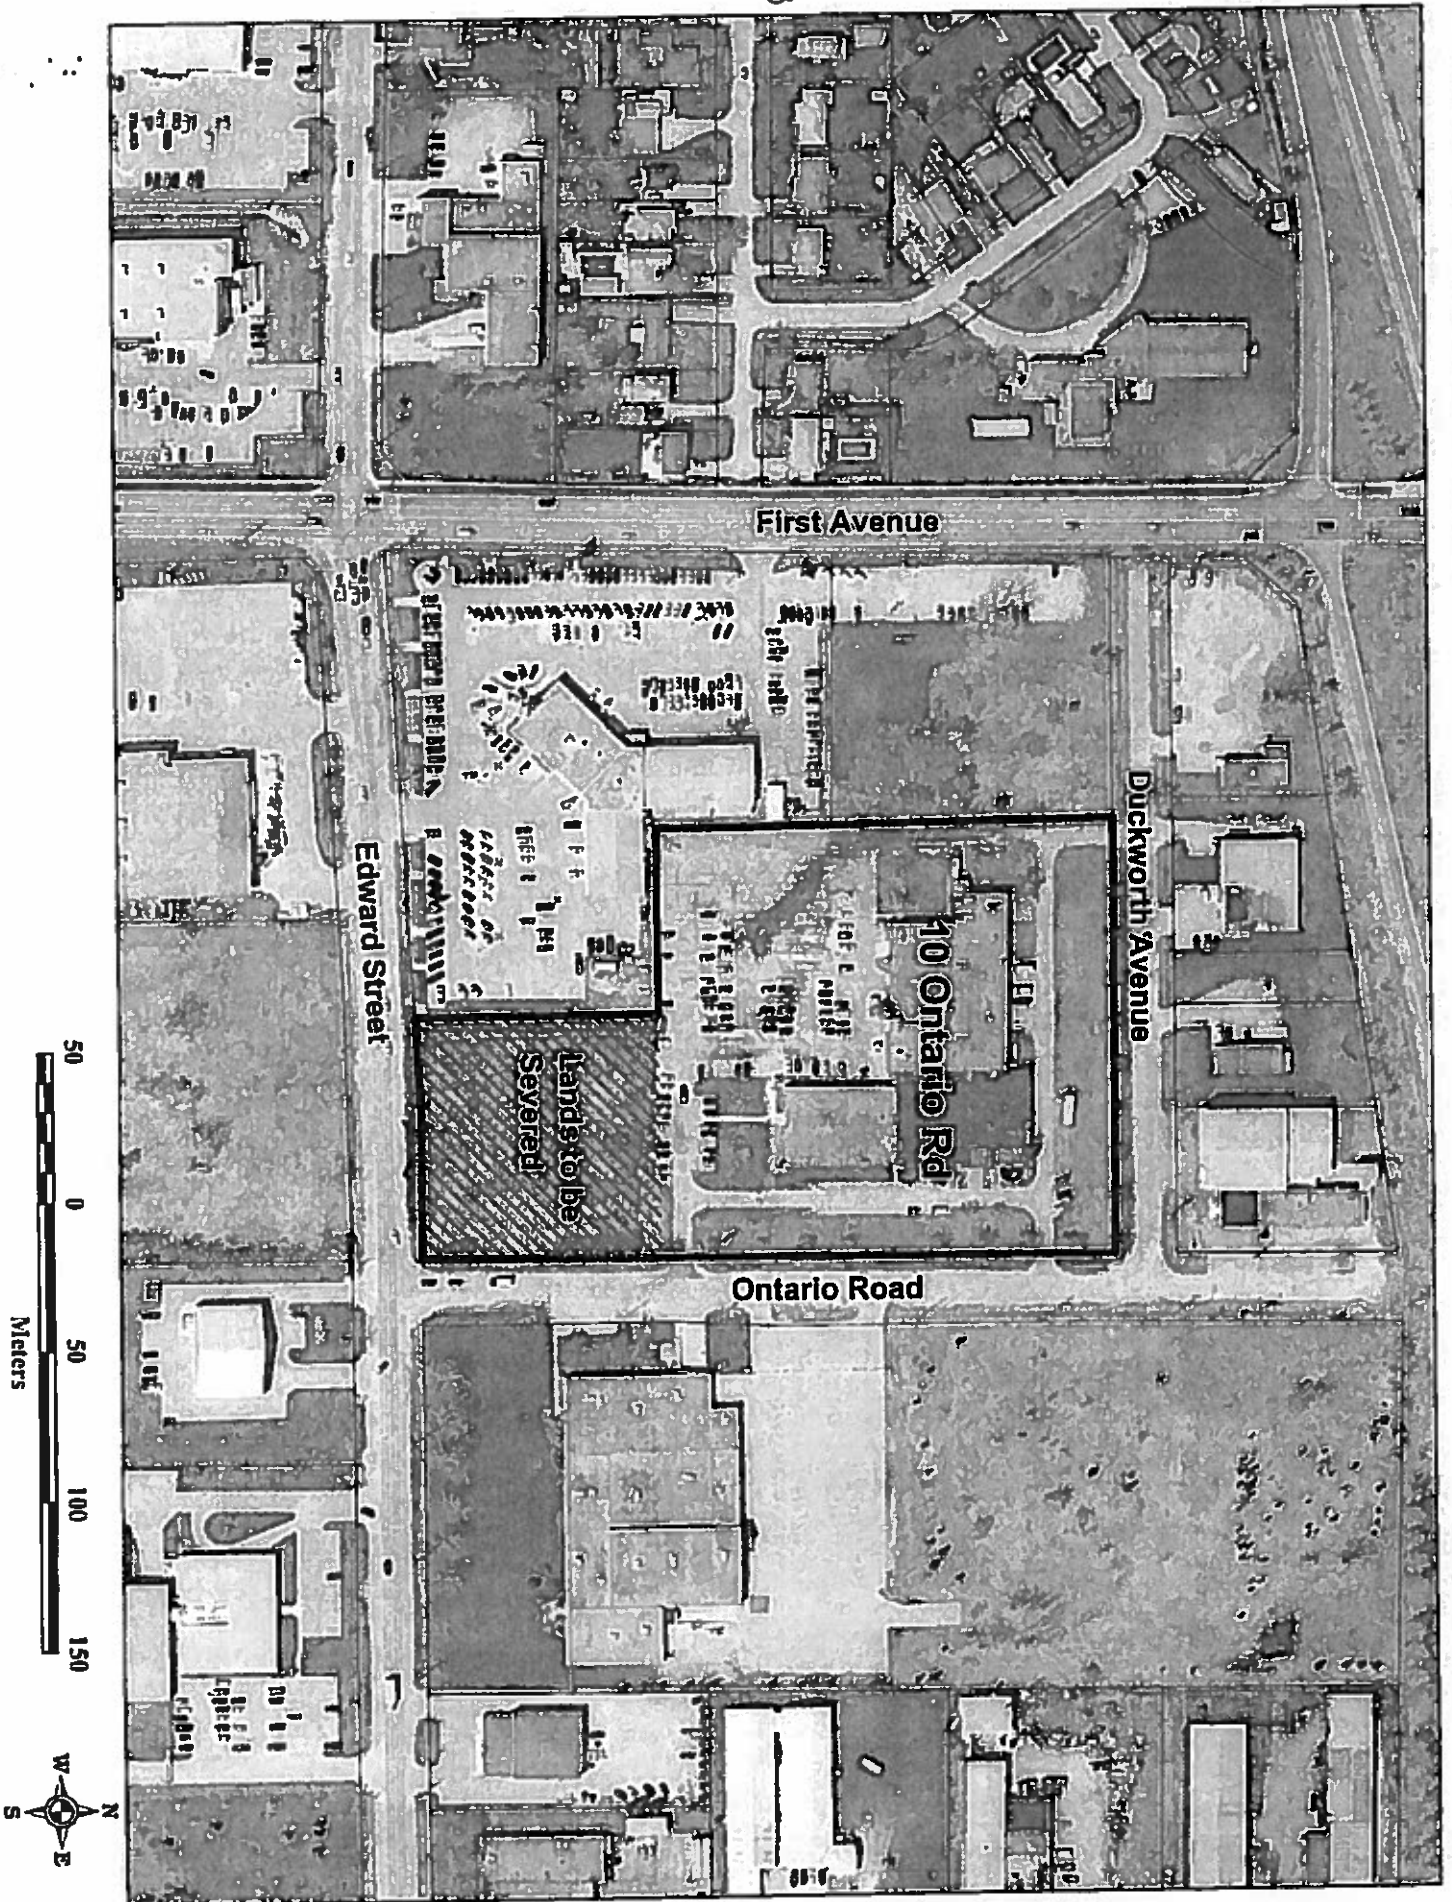 First Avenue
Duckworth Avenue
Edward Street
10 Ontario Rd
Lands to be
Severed
Ontario Road
50 0 50 100 150
Meters
N
W
E
S